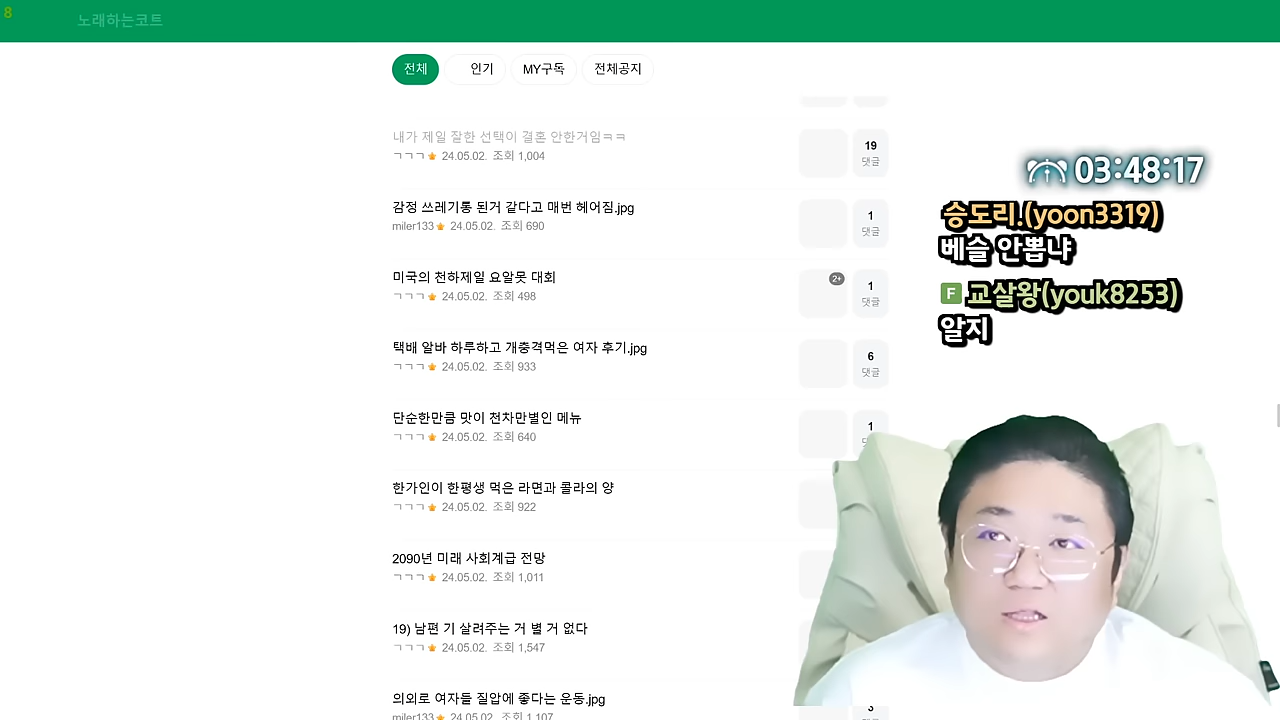 8
노래하는코트
전체 인기 MY구독 전체공지
내가 제일 잘한 선택이 결혼 안한거임ㅋㅋ
ㄱㄱㄱ 24.05.02. 조회 1,004
19
댓글
감정 쓰레기통 된거 같다고 매번 헤어짐.jpg
miler133 24.05.02. 조회 690
1
댓글
미국의 천하제일 요알못 대회
ㄱㄱㄱ 24.05.02. 조회 498
2+
1
댓글
택배 알바 하루하고 개충격먹은 여자 후기.jpg
ㄱㄱㄱ 24.05.02. 조회 933
6
댓글
단순한만큼 맛이 천차만별인 메뉴
ㄱㄱㄱ 24.05.02. 조회 640
1
한가인이 한평생 먹은 라면과 콜라의 양
ㄱㄱㄱ 24.05.02. 조회 922
2090년 미래 사회계급 전망
ㄱㄱㄱ 24.05.02. 조회 1,011
19) 남편 기 살려주는 거 별 거 없다
ㄱㄱㄱ 24.05.02. 조회 1,547
의외로 여자들 질압에 좋다는 운동.jpg
miler133 24.05.02. 조회 1,107
3
03:48:17
승도리.(yoon3319)
베슬 안뽑냐
F 교살왕(youk8253)
알지